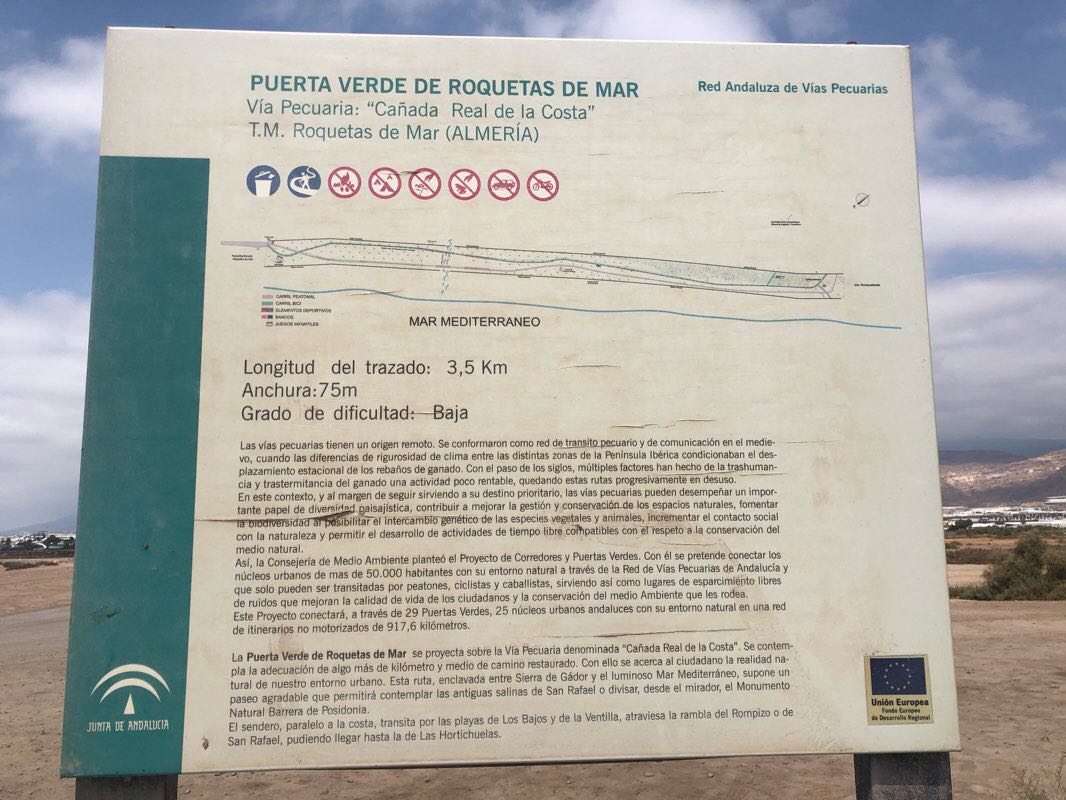 PUERTA VERDE DE ROQUETAS DE MAR
Red Andaluza de Vías Pecuarias
Vía Pecuaria: “Cañada Real de la Costa”
T.M. Roquetas de Mar (ALMERÍA)
CARRIL PEATONAL
CARRIL BICI
ELEMENTOS DEPORTIVOS
BANCOS
JUEGOS INFANTILES
MAR MEDITERRANEO
Longitud del trazado: 3,5 Km
Anchura:75m
Grado de dificultad: Baja
Las vías pecuarias tienen un origen remoto. Se conformaron como red de transito pecuario y de comunicación en el medie-
vo, cuando las diferencias de rigurosidad de clima entre las distintas zonas de la Península Ibérica condicionaban el des-
plazamiento estacional de los rebaños de ganado. Con el paso de los siglos, múltiples factores han hecho de la trashuman-
cia y trastermitancia del ganado una actividad poco rentable, quedando estas rutas progresivamente en desuso.
En este contexto, y al margen de seguir sirviendo a su destino prioritario, las vías pecuarias pueden desempeñar un impor-
tante papel de diversidad paisajística, contribuir a mejorar la gestión y conservación de los espacios naturales, fomentar
la biodiversidad al posibilitar el intercambio genético de las especies vegetales y animales, incrementar el contacto social
con la naturaleza y permitir el desarrollo de actividades de tiempo libre compatibles con el respeto a la conservación del
medio natural.
Así, la Consejería de Medio Ambiente planteó el Proyecto de Corredores y Puertas Verdes. Con él se pretende conectar los
núcleos urbanos de mas de 50.000 habitantes con su entorno natural a través de la Red de Vías Pecuarias de Andalucía y
que solo pueden ser transitadas por peatones, ciclistas y caballistas, sirviendo así como lugares de esparcimiento libres
de ruidos que mejoran la calidad de vida de los ciudadanos y la conservación del medio Ambiente que les rodea.
Este Proyecto conectará, a través de 29 Puertas Verdes, 25 núcleos urbanos andaluces con su entorno natural en una red
de itinerarios no motorizados de 917,6 kilómetros.
La Puerta Verde de Roquetas de Mar se proyecta sobre la Vía Pecuaria denominada “Cañada Real de la Costa”. Se contem-
pla la adecuación de algo más de kilómetro y medio de camino restaurado. Con ello se acerca al ciudadano la realidad na-
tural de nuestro entorno urbano. Esta ruta, enclavada entre Sierra de Gádor y el luminoso Mar Mediterráneo, supone un
paseo agradable que permitirá contemplar las antiguas salinas de San Rafael o divisar, desde el mirador, el Monumento
Natural Barrera de Posidonia.
El sendero, paralelo a la costa, transita por las playas de Los Bajos y de la Ventilla, atraviesa la rambla del Rompizo o de
San Rafael, pudiendo llegar hasta la de Las Hortichuelas.
JUNTA DE ANDALUCIA
Unión Europea
Fondo Europeo
de Desarrollo Regional